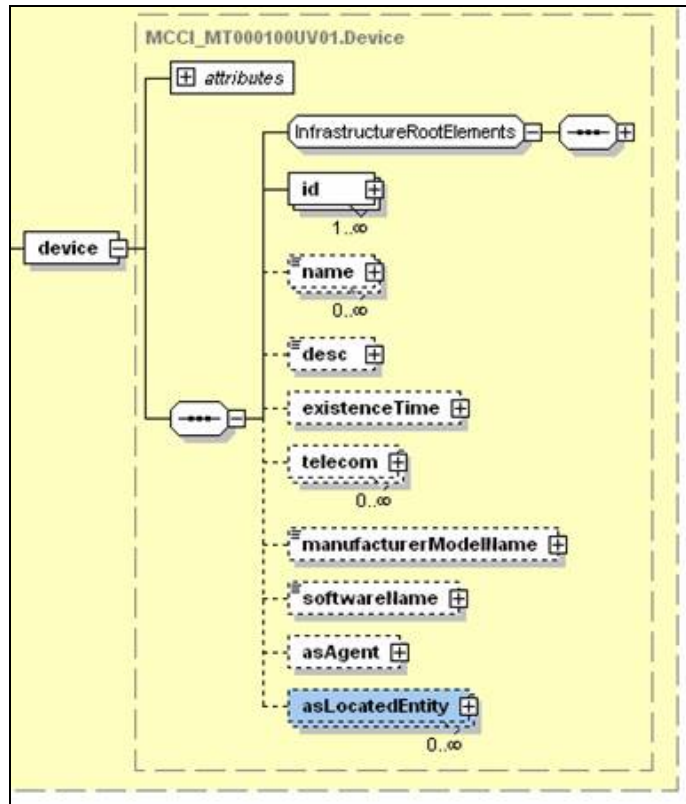 MCCI_MT000100UV01.Device
attributes
InfrastructureRootElements
id
1..∞
name
0..∞
device
desc
existenceTime
telecom
0..∞
manufacturerModelName
softwareName
asAgent
asLocatedEntity
0..∞